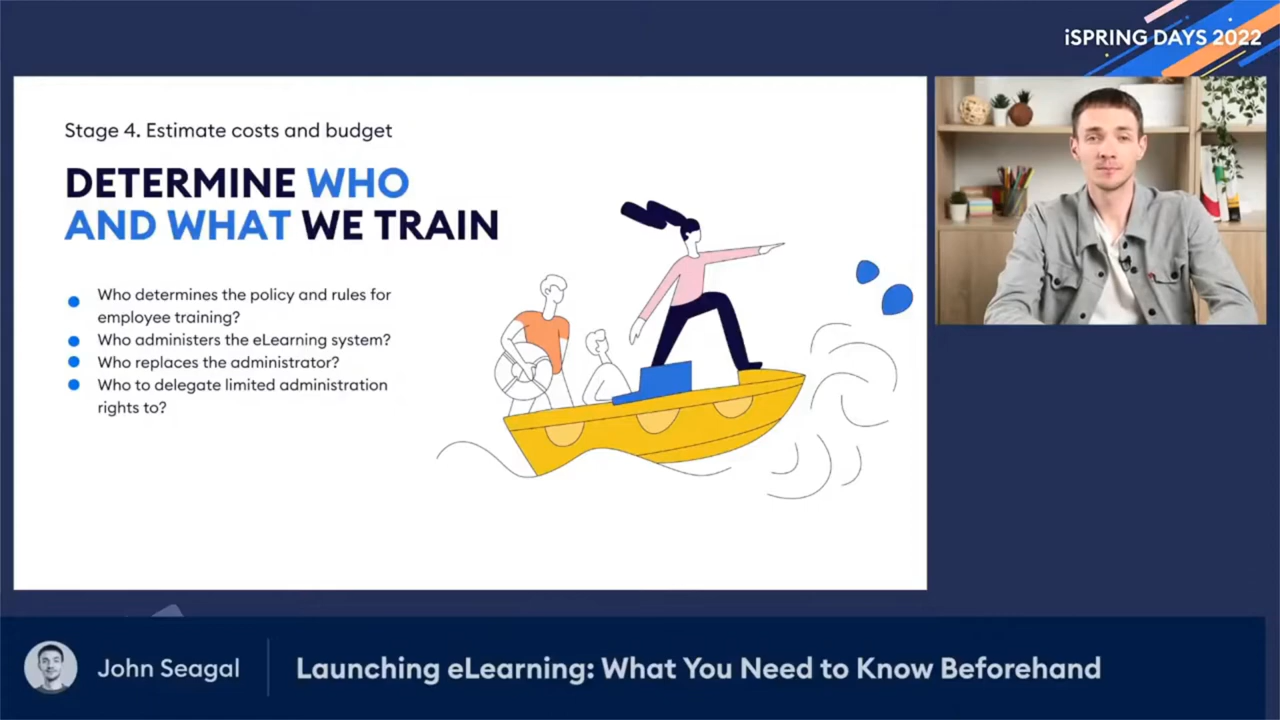 iSPRING DAYS 2022
Stage 4. Estimate costs and budget
DETERMINE WHO
AND WHAT WE TRAIN
Who determines the policy and rules for
employee training?
Who administers the eLearning system?
Who replaces the administrator?
Who to delegate limited administration
rights to?
John Seagal
Launching eLearning: What You Need to Know Beforehand